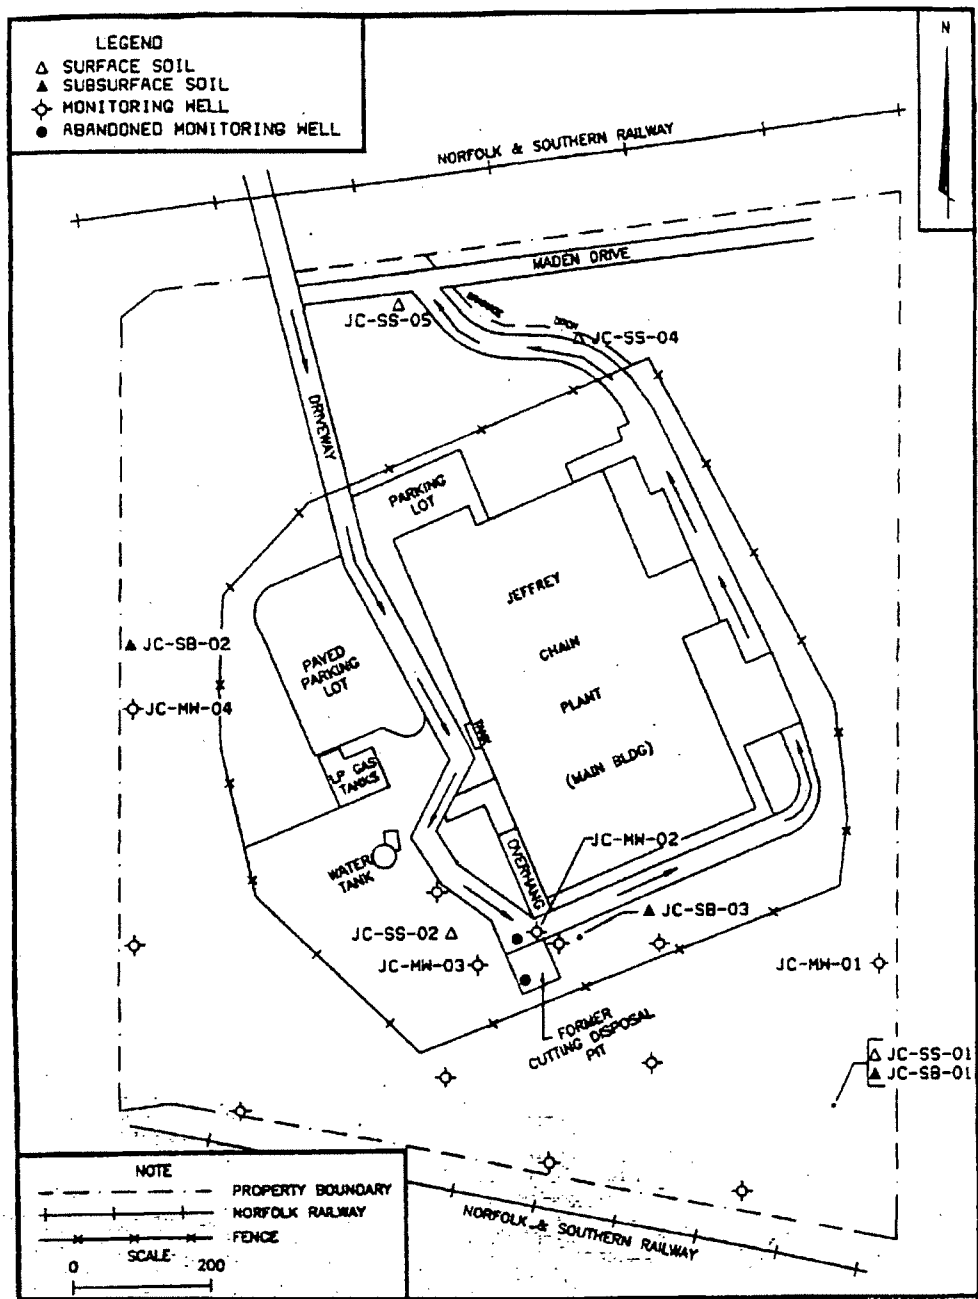 LEGEND
SURFACE SOIL
SUBSURFACE SOIL
MONITORING WELL
ABANDONED MONITORING WELL
N
NORFOLK & SOUTHERN RAILWAY
MADEN DRIVE
DRAINAGE
DITCH
JC-SS-05
JC-SS-04
DRIVEWAY
PARKING
LOT
JEFFREY
CHAIN
PLANT
(MAIN BLDG)
JC-SB-02
PAVED
PARKING
LOT
JC-MW-04
LP GAS
TANKS
WATER
TANK
OVERHANG
JC-MW-02
JC-SB-03
JC-SS-02
JC-MW-03
JC-MW-01
FORMER
CUTTING DISPOSAL
PIT
JC-SS-01
JC-SB-01
NOTE
PROPERTY BOUNDARY
NORFOLK RAILWAY
FENCE
SCALE
0 200
NORFOLK & SOUTHERN RAILWAY